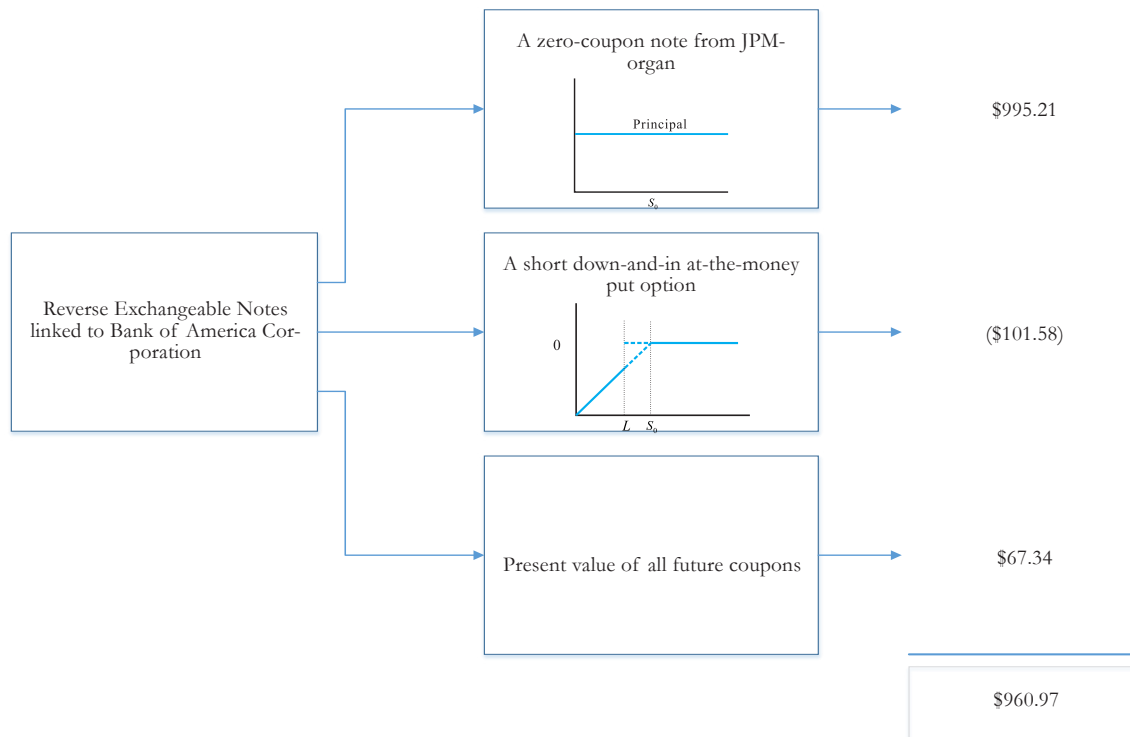 A zero-coupon note from JPM-
organ
Principal
S₀
$995.21
Reverse Exchangeable Notes
linked to Bank of America Cor-
poration
A short down-and-in at-the-money
put option
0
L S₀
($101.58)
Present value of all future coupons
$67.34
$960.97